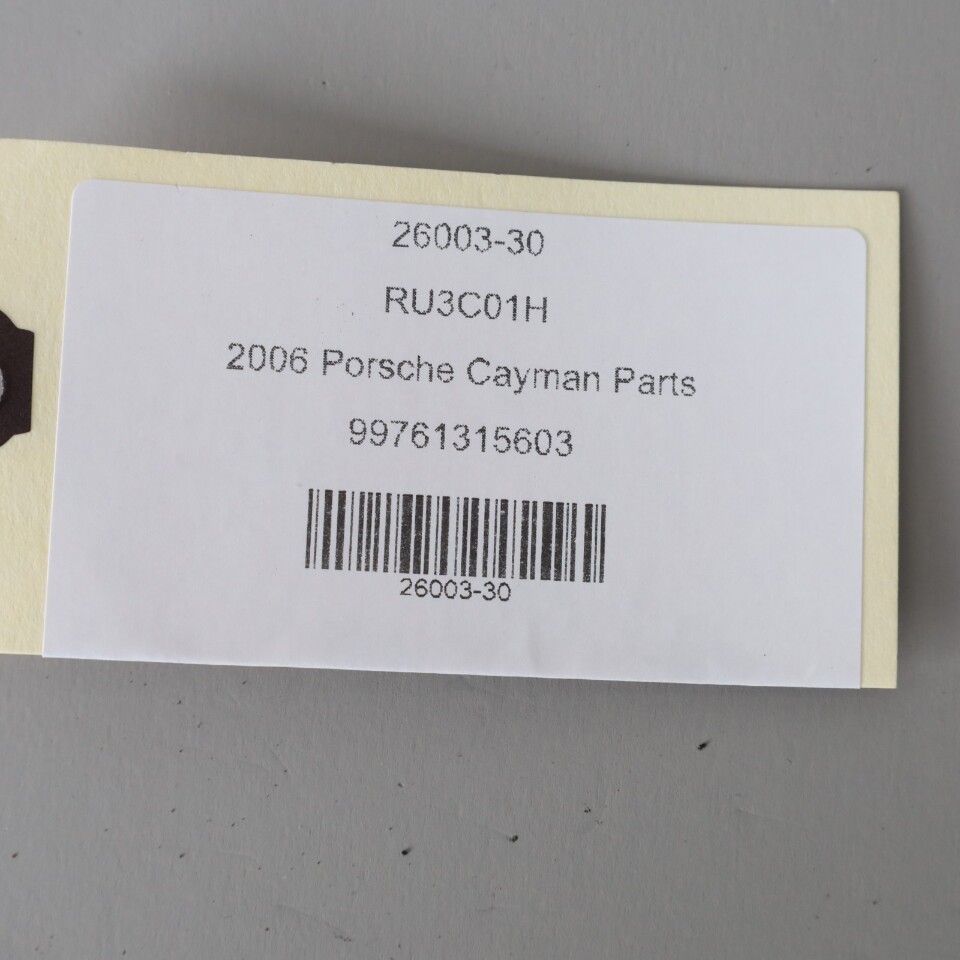 26003-30
RU3C01H
2006 Porsche Cayman Parts
99761315603
26003-30